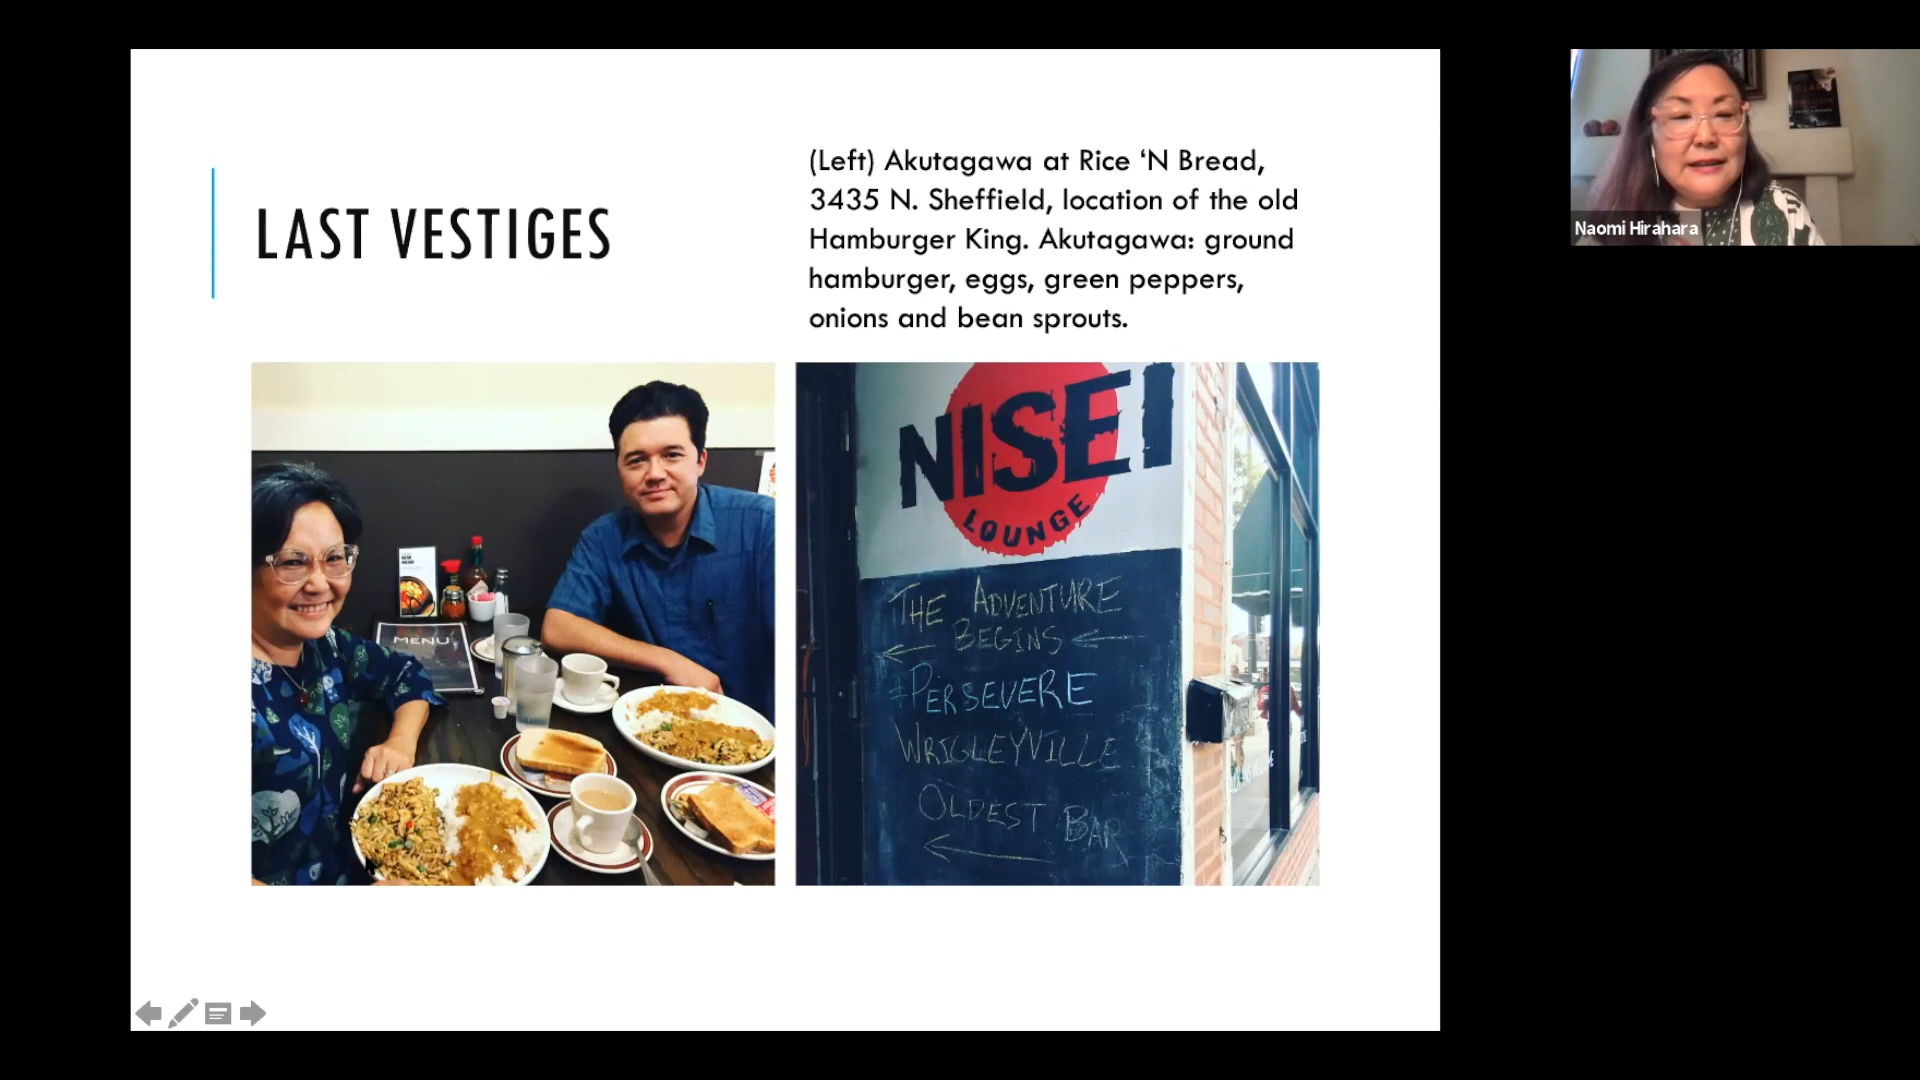 LAST VESTIGES
(Left) Akutagawa at Rice ‘N Bread,
3435 N. Sheffield, location of the old
Hamburger King. Akutagawa: ground
hamburger, eggs, green peppers,
onions and bean sprouts.
MENU
NISEI
LOUNGE
THE ADVENTURE
BEGINS
#PERSEVERE
WRIGLEYVILLE
OLDEST BAR
Naomi Hirahara